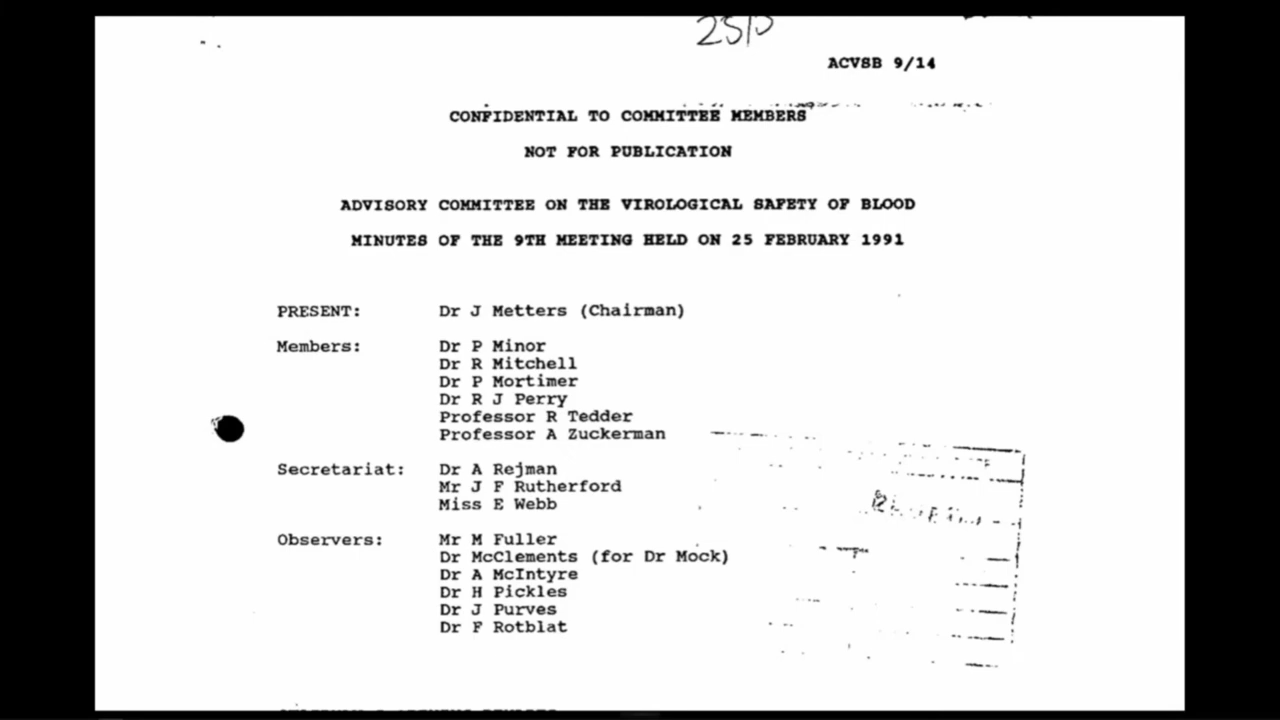 ACVSB 9/14
CONFIDENTIAL TO COMMITTEE MEMBERS
NOT FOR PUBLICATION
ADVISORY COMMITTEE ON THE VIROLOGICAL SAFETY OF BLOOD
MINUTES OF THE 9TH MEETING HELD ON 25 FEBRUARY 1991
PRESENT: Dr J Metters (Chairman)
Members: Dr P Minor
Dr R Mitchell
Dr P Mortimer
Dr R J Perry
Professor R Tedder
Professor A Zuckerman
Secretariat: Dr A Rejman
Mr J F Rutherford
Miss E Webb
Observers: Mr M Fuller
Dr McClements (for Dr Mock)
Dr A McIntyre
Dr H Pickles
Dr J Purves
Dr F Rotblat